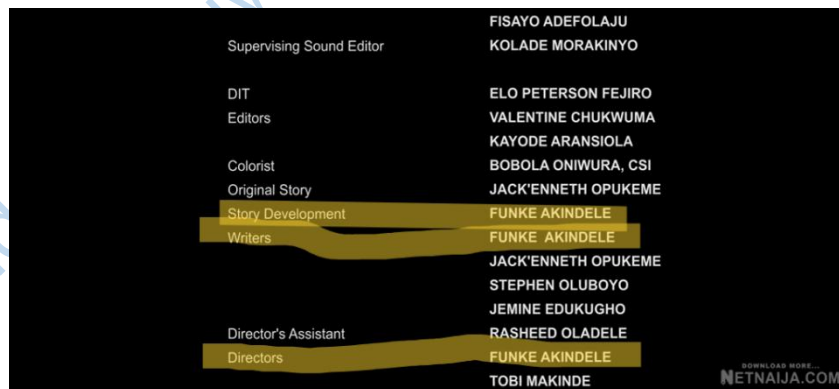 FISAYO ADEFOLAJU
Supervising Sound Editor KOLADE MORAKINYO
DIT ELO PETERSON FEJIRO
Editors VALENTINE CHUKWUMA
KAYODE ARANSIOLA
Colorist BOBOLA ONIWURA, CSI
Original Story JACK'ENNETH OPUKEME
Story Development FUNKE AKINDELE
Writers FUNKE AKINDELE
JACK'ENNETH OPUKEME
STEPHEN OLUBOYO
JEMINE EDUKUGHO
Director's Assistant RASHEED OLADELE
Directors FUNKE AKINDELE
TOBI MAKINDE
DOWNLOAD MORE...
NETNAIJA.COM